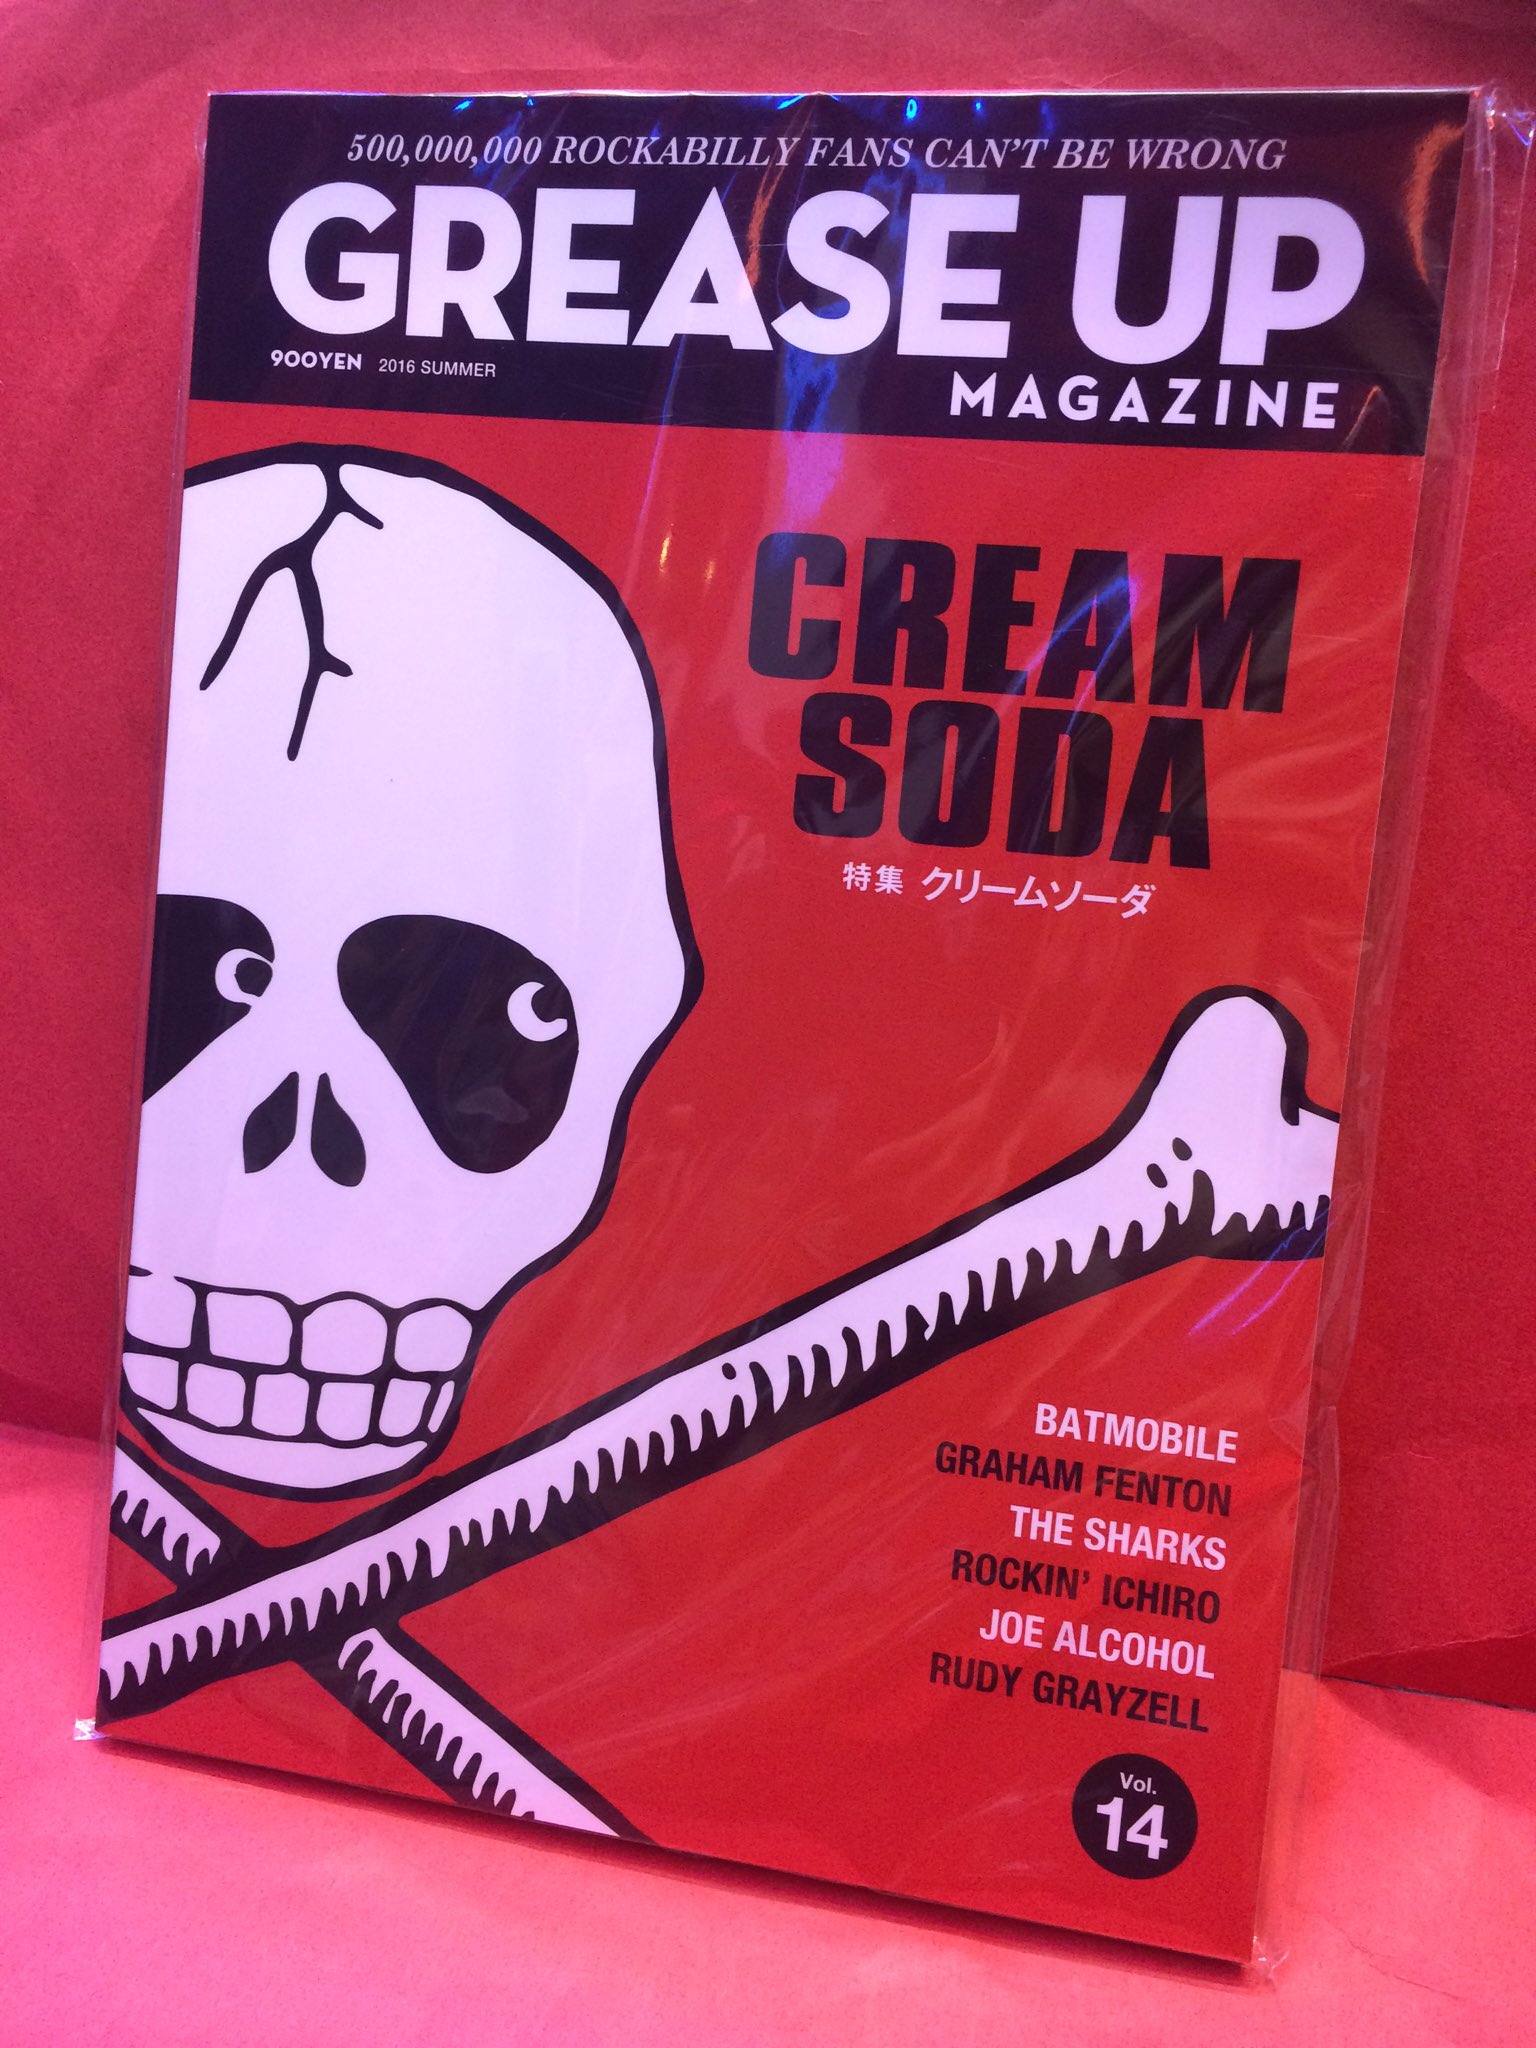 500,000,000 ROCKABILLY FANS CAN'T BE WRONG
GREASE UP
MAGAZINE
900YEN 2016 SUMMER
CREAM
SODA
特集 クリームソーダ
BATMOBILE
GRAHAM FENTON
THE SHARKS
ROCKIN' ICHIRO
JOE ALCOHOL
RUDY GRAYZELL
Vol.
14